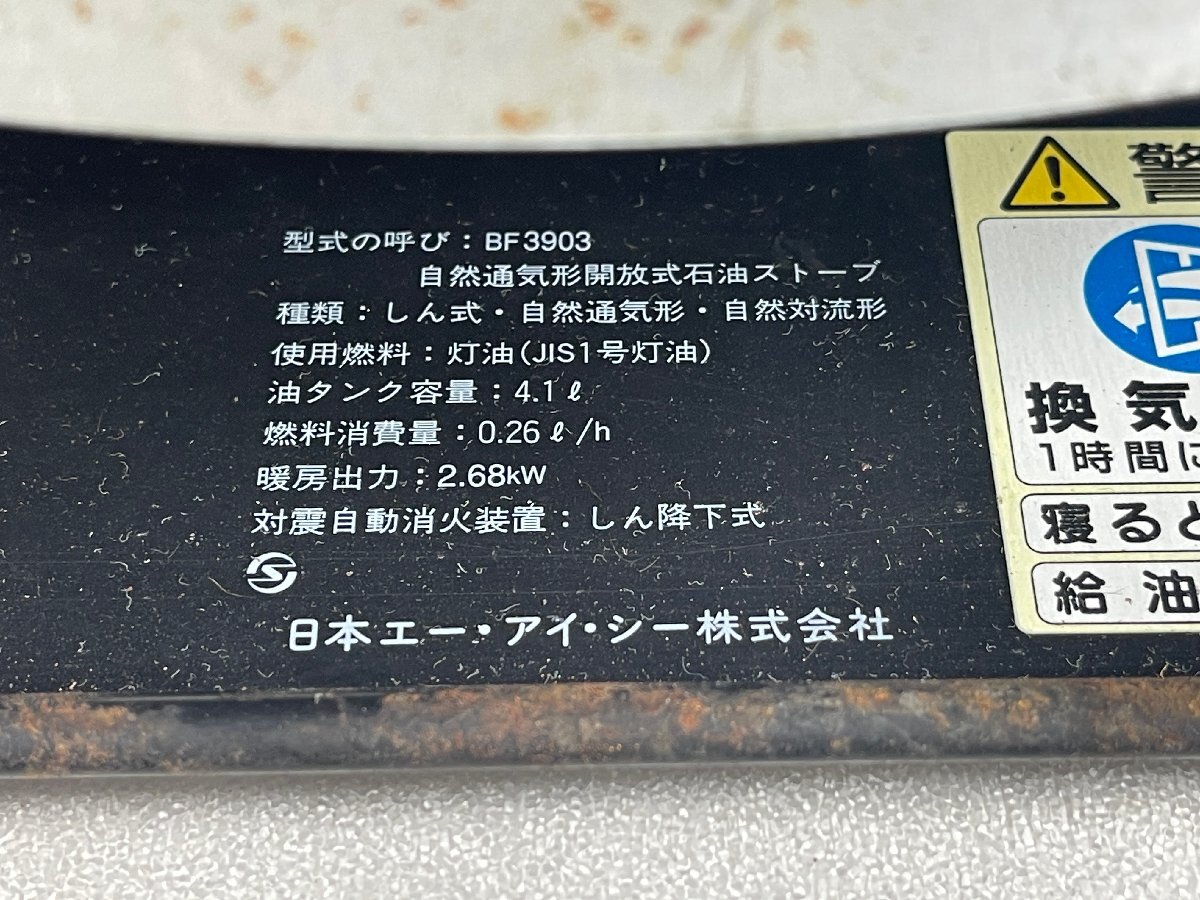 型式の呼び：BF3903
自然通気形開放式石油ストーブ
種類：しん式・自然通気形・自然対流形
使用燃料：灯油(JIS1号灯油)
油タンク容量：4.1ℓ
燃料消費量：0.26ℓ/h
暖房出力：2.68kW
対震自動消火装置：しん降下式
日本エー・アイ・シー株式会社
換気
1時間に
寝ると
給油